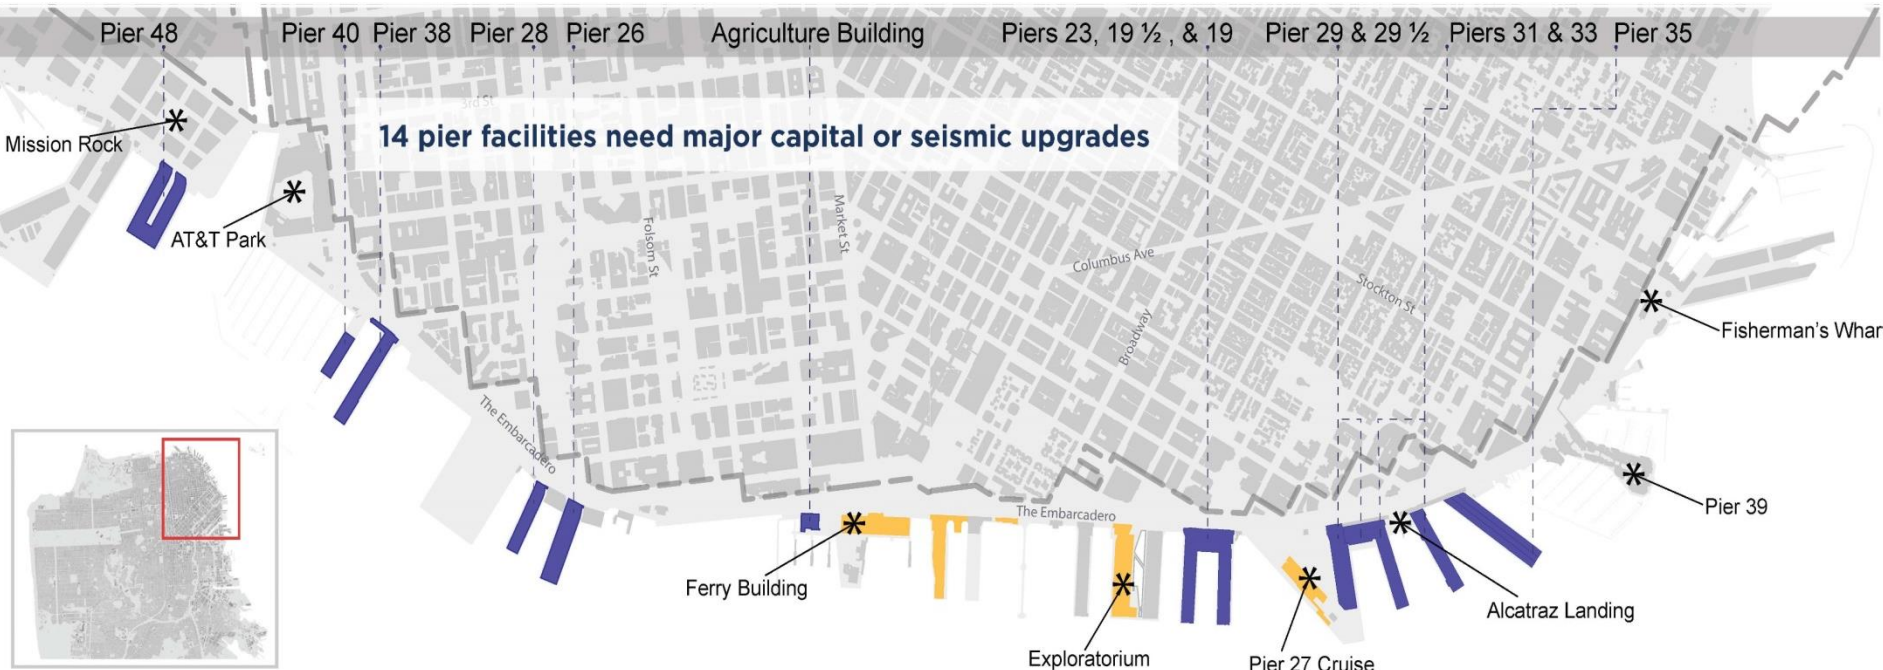 Pier 48
Pier 40
Pier 38
Pier 28
Pier 26
Agriculture Building
Piers 23, 19 ½ , & 19
Pier 29 & 29 ½
Piers 31 & 33
Pier 35
3rd St
14 pier facilities need major capital or seismic upgrades
Mission Rock
AT&T Park
Folsom St
Market St
Columbus Ave
Broadway
Stockton St
Fisherman's Whar
The Embarcadero
The Embarcadero
Pier 39
Ferry Building
Alcatraz Landing
Exploratorium
Pier 27 Cruise